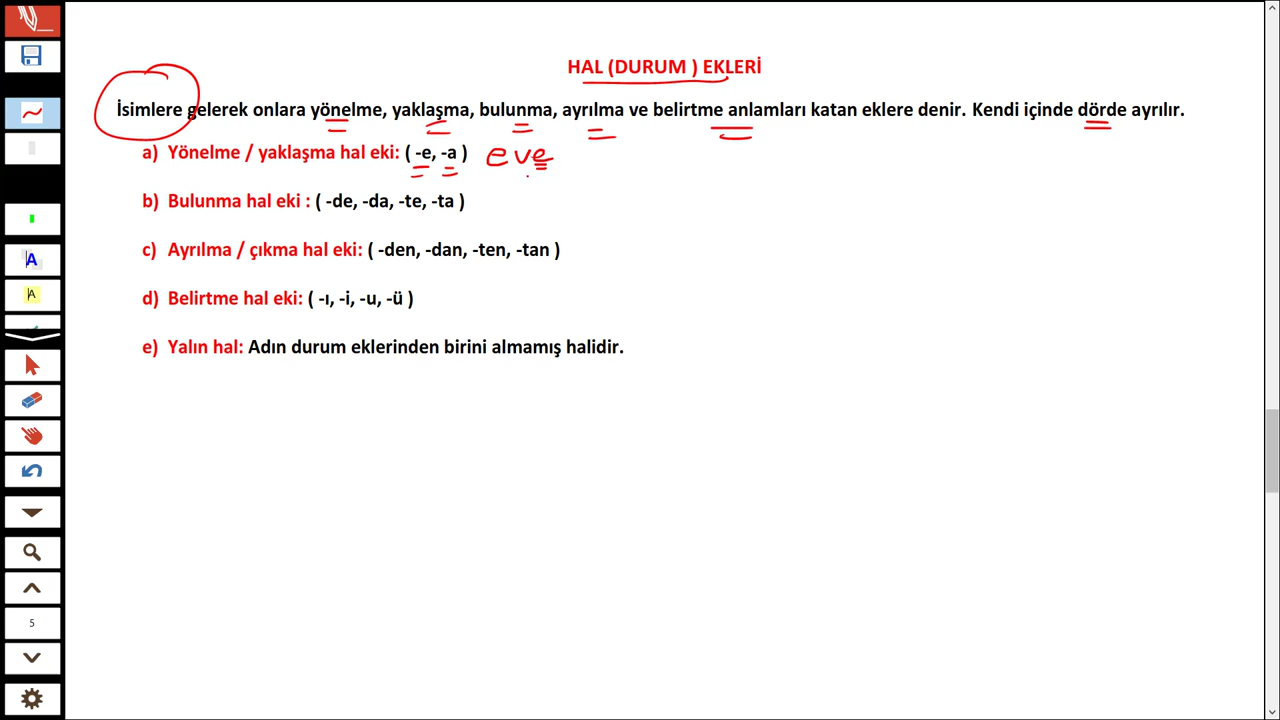 HAL (DURUM ) EKLERİ
İsimlere gelerek onlara yönelme, yaklaşma, bulunma, ayrılma ve belirtme anlamları katan eklere denir. Kendi içinde dörde ayrılır.
a) Yönelme / yaklaşma hal eki: ( -e, -a ) eve
b) Bulunma hal eki : ( -de, -da, -te, -ta )
A
c) Ayrılma / çıkma hal eki: ( -den, -dan, -ten, -tan )
A
d) Belirtme hal eki: ( -ı, -i, -u, -ü )
e) Yalın hal: Adın durum eklerinden birini almamış halidir.
5